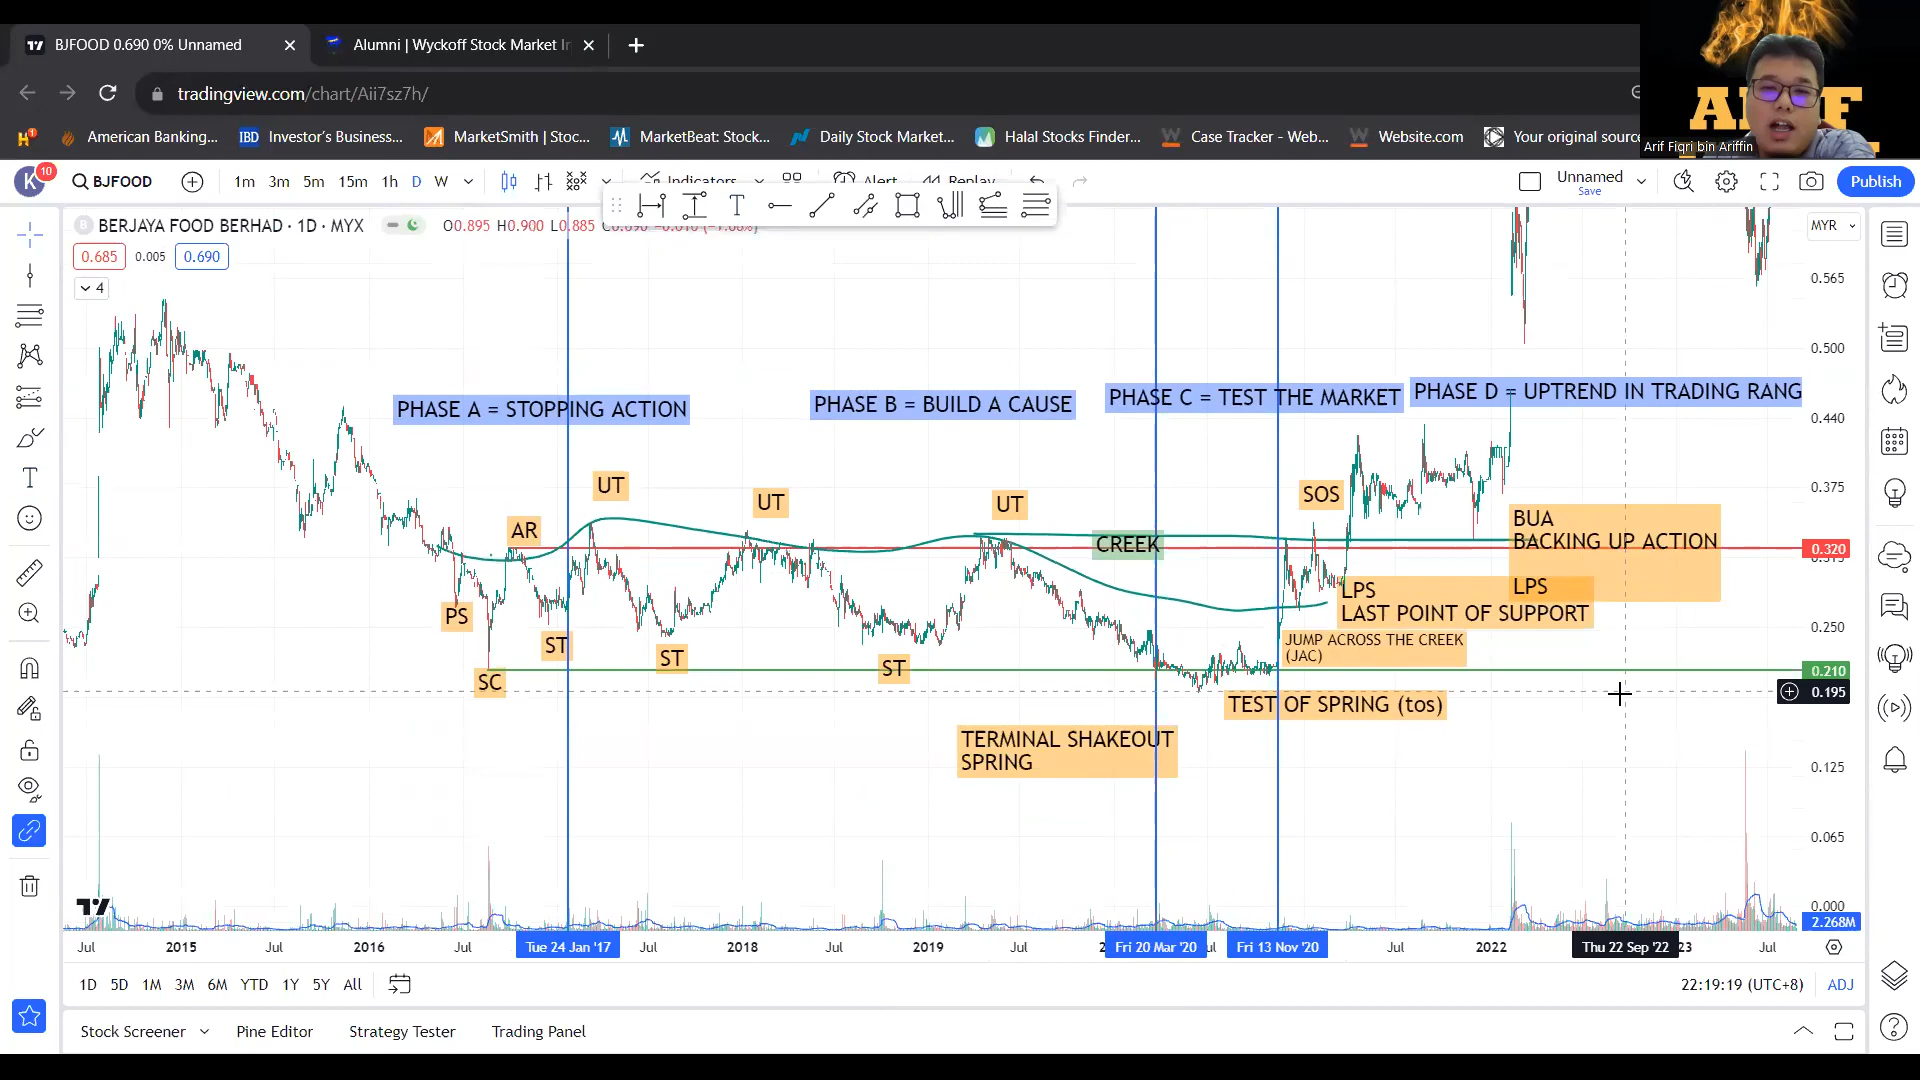 BJFOOD 0.690 0% Unnamed
Alumni | Wyckoff Stock Market In
tradingview.com/chart/Aii7sz7h/
American Banking...
IBD Investor's Business...
MarketSmith | Stoc...
MarketBeat: Stock...
Daily Stock Market...
Halal Stocks Finder...
Case Tracker - Web...
Website.com
Your original source
Arif Fiqri bin Ariffin
K 10
BJFOOD
1m 3m 5m 15m 1h D W
Indicators
Alert
Replay
Unnamed
Save
Publish
BERJAYA FOOD BERHAD · 1D · MYX
O0.895 H0.900 L0.885
MYR
0.685 0.005 0.690
4
0.565
0.500
0.440
0.375
0.320
0.250
0.210
0.195
0.125
0.065
0.000
2.268M
PHASE A = STOPPING ACTION
PHASE B = BUILD A CAUSE
PHASE C = TEST THE MARKET
PHASE D = UPTREND IN TRADING RANG
UT
UT
UT
AR
SOS
CREEK
BUA
BACKING UP ACTION
LPS
PS
ST
ST
ST
SC
LPS
LAST POINT OF SUPPORT
JUMP ACROSS THE CREEK
(JAC)
TEST OF SPRING (tos)
TERMINAL SHAKEOUT
SPRING
Jul 2015 Jul 2016 Jul Tue 24 Jan '17 Jul 2018 Jul 2019 Jul Fri 20 Mar '20 Fri 13 Nov '20 Jul 2022 Thu 22 Sep '22 23 Jul
1D 5D 1M 3M 6M YTD 1Y 5Y All
22:19:19 (UTC+8) ADJ
Stock Screener Pine Editor Strategy Tester Trading Panel